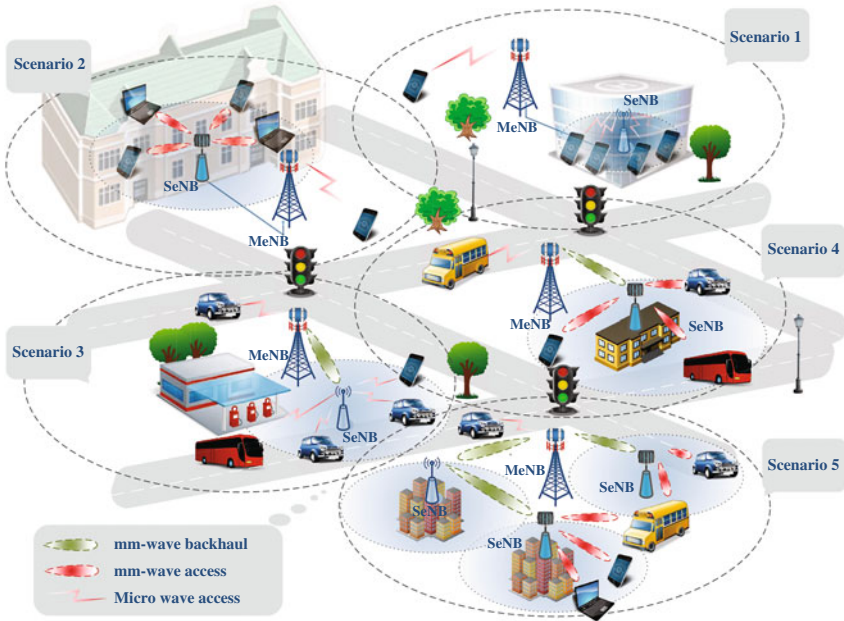 Scenario 1
Scenario 2
SeNB
MeNB
SeNB
MeNB
Scenario 4
MeNB
SeNB
Scenario 3
MeNB
SeNB
Scenario 5
MeNB
SeNB
SeNB
SeNB
mm-wave backhaul
mm-wave access
Micro wave access